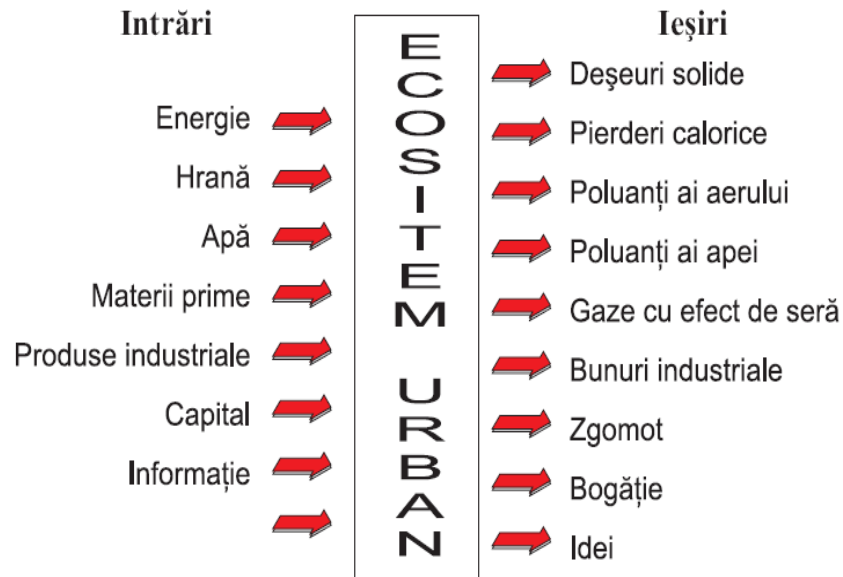 Intrări
Energie
Hrană
Apă
Materii prime
Produse industriale
Capital
Informație
ECOSITEM URBAN
Ieşiri
Deşeuri solide
Pierderi calorice
Poluanți ai aerului
Poluanți ai apei
Gaze cu efect de seră
Bunuri industriale
Zgomot
Bogăție
Idei